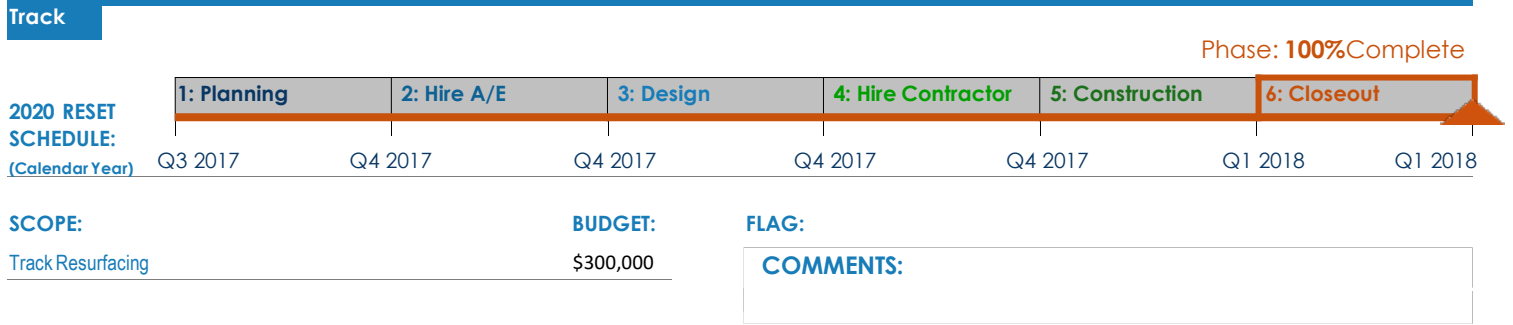 Track
Phase: 100%Complete
1: Planning 2: Hire A/E 3: Design 4: Hire Contractor 5: Construction 6: Closeout
2020 RESET
SCHEDULE:
(Calendar Year) Q3 2017 Q4 2017 Q4 2017 Q4 2017 Q4 2017 Q1 2018 Q1 2018
SCOPE: BUDGET: FLAG:
Track Resurfacing $300,000 COMMENTS: